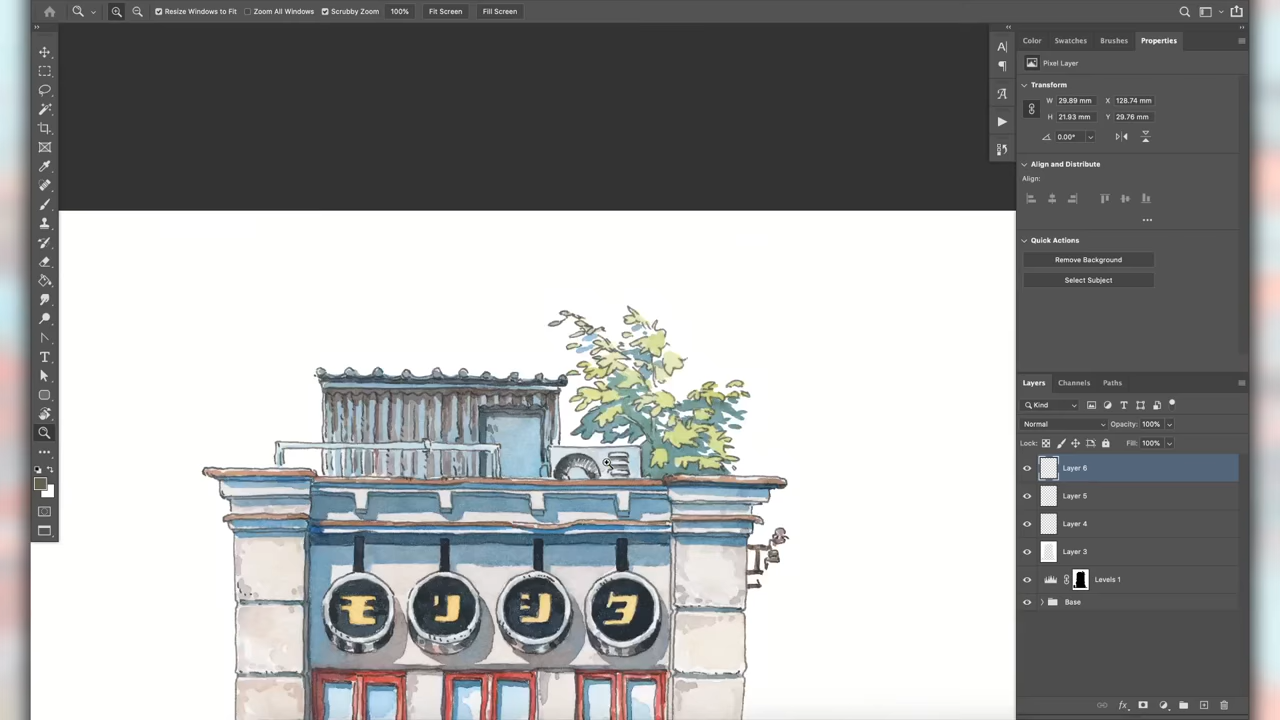 Resize Windows to Fit Zoom All Windows Scrubby Zoom 100% Fit Screen Fill Screen
Color Swatches Brushes Properties
Pixel Layer
Transform
W 29.89 mm X 128.74 mm
H 21.93 mm Y 29.76 mm
0.00°
Align and Distribute
Align:
Quick Actions
Remove Background
Select Subject
Layers Channels Paths
Kind
Normal Opacity: 100%
Lock: Fill: 100%
Layer 6
Layer 5
Layer 4
Layer 3
Levels 1
Base
モリシタ